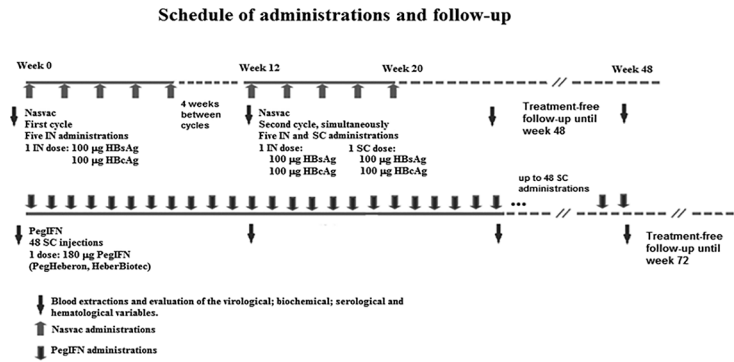 Schedule of administrations and follow-up
Week 0
Week 12
Week 20
Week 48
Nasvac
First cycle
Five IN administrations
1 IN dose: 100 µg HBsAg
100 µg HBcAg
4 weeks
between
cycles
Nasvac
Second cycle, simultaneously
Five IN and SC administrations
1 IN dose: 1 SC dose:
100 µg HBsAg 100 µg HBsAg
100 µg HBcAg 100 µg HBcAg
Treatment-free
follow-up until
week 48
up to 48 SC
administrations
...
PegIFN
48 SC injections
1 dose: 180 µg PegIFN
(PegHeberon, HeberBiotec)
Treatment-free
follow-up until
week 72
Blood extractions and evaluation of the virological; biochemical; serological and
hematological variables.
Nasvac administrations
PegIFN administrations